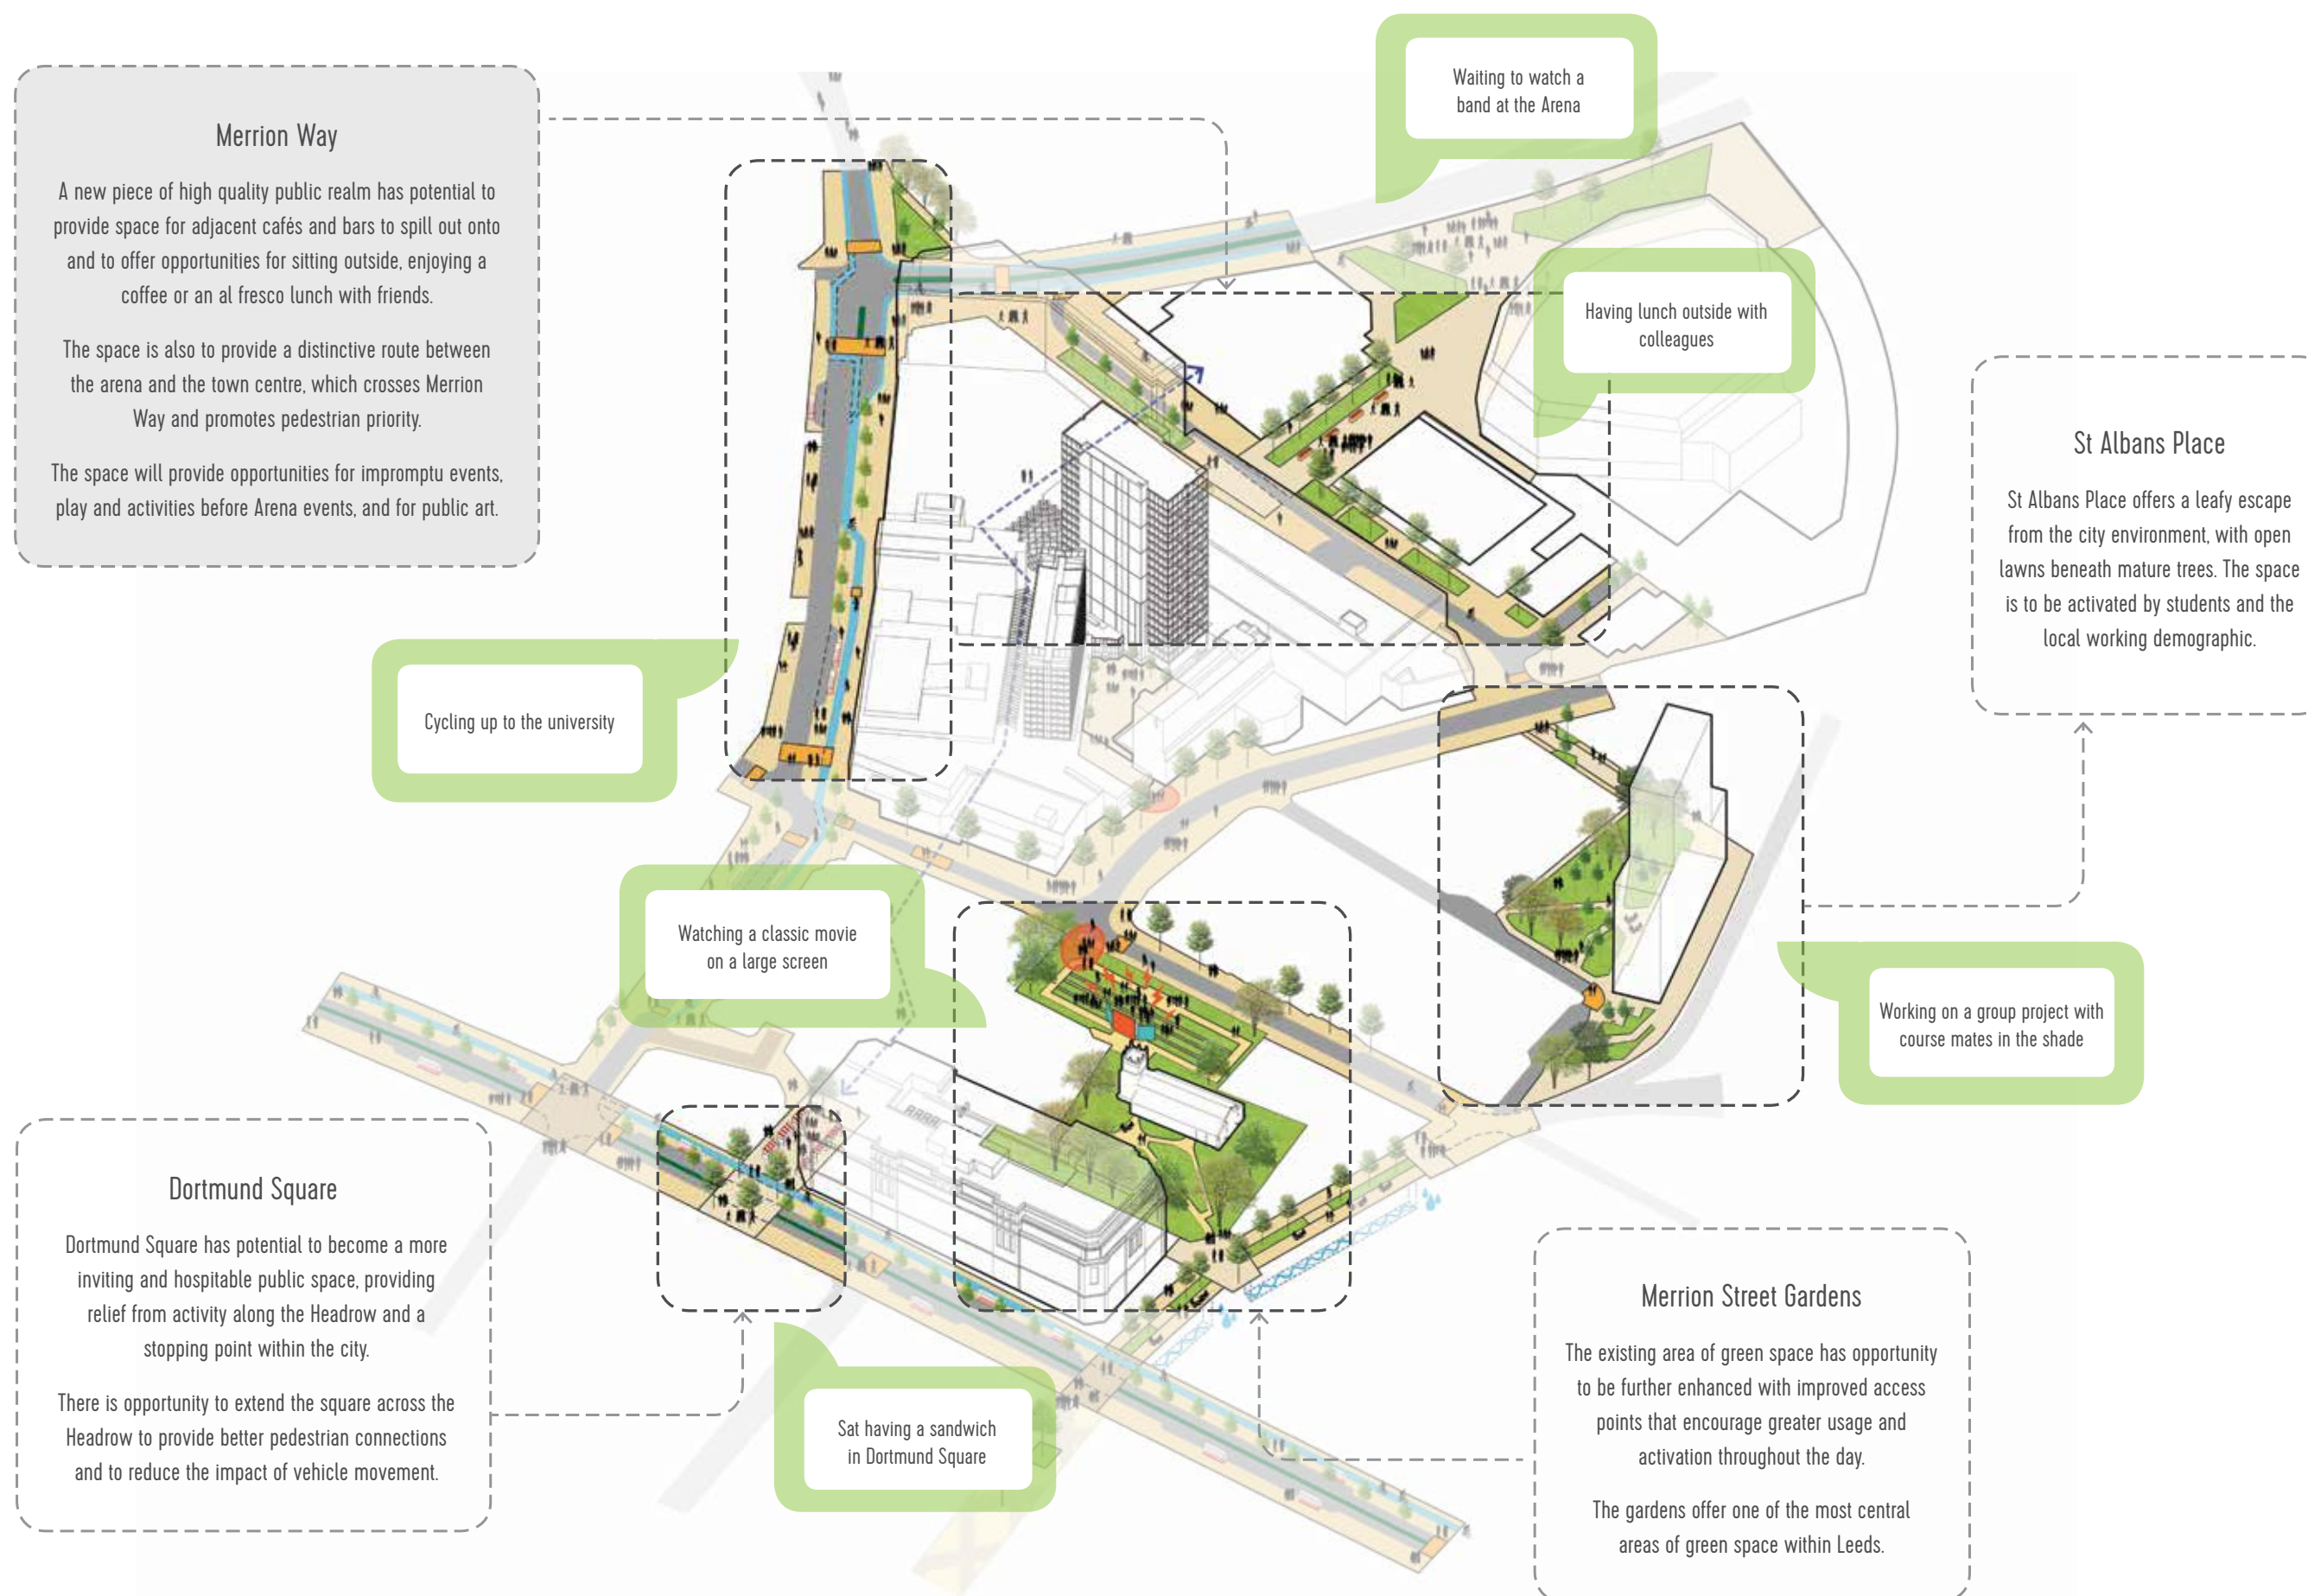 Waiting to watch a
band at the Arena
Merrion Way
A new piece of high quality public realm has potential to
provide space for adjacent cafés and bars to spill out onto
and to offer opportunities for sitting outside, enjoying a
coffee or an al fresco lunch with friends.
The space is also to provide a distinctive route between
the arena and the town centre, which crosses Merrion
Way and promotes pedestrian priority.
The space will provide opportunities for impromptu events,
play and activities before Arena events, and for public art.
Having lunch outside with
colleagues
St Albans Place
St Albans Place offers a leafy escape
from the city environment, with open
lawns beneath mature trees. The space
is to be activated by students and the
local working demographic.
Cycling up to the university
Watching a classic movie
on a large screen
Working on a group project with
course mates in the shade
Dortmund Square
Dortmund Square has potential to become a more
inviting and hospitable public space, providing
relief from activity along the Headrow and a
stopping point within the city.
There is opportunity to extend the square across the
Headrow to provide better pedestrian connections
and to reduce the impact of vehicle movement.
Sat having a sandwich
in Dortmund Square
Merrion Street Gardens
The existing area of green space has opportunity
to be further enhanced with improved access
points that encourage greater usage and
activation throughout the day.
The gardens offer one of the most central
areas of green space within Leeds.